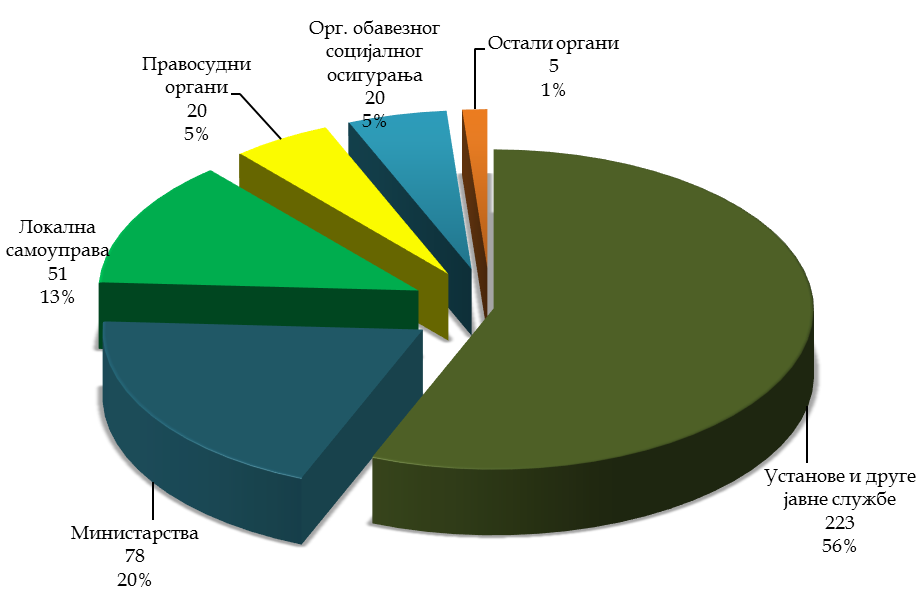 Орг. обавезног
социјалног
осигурања
20
5%
Остали органи
5
1%
Правосудни
органи
20
5%
Локална
самоуправа
51
13%
Министарства
78
20%
Установе и друге
јавне службе
223
56%